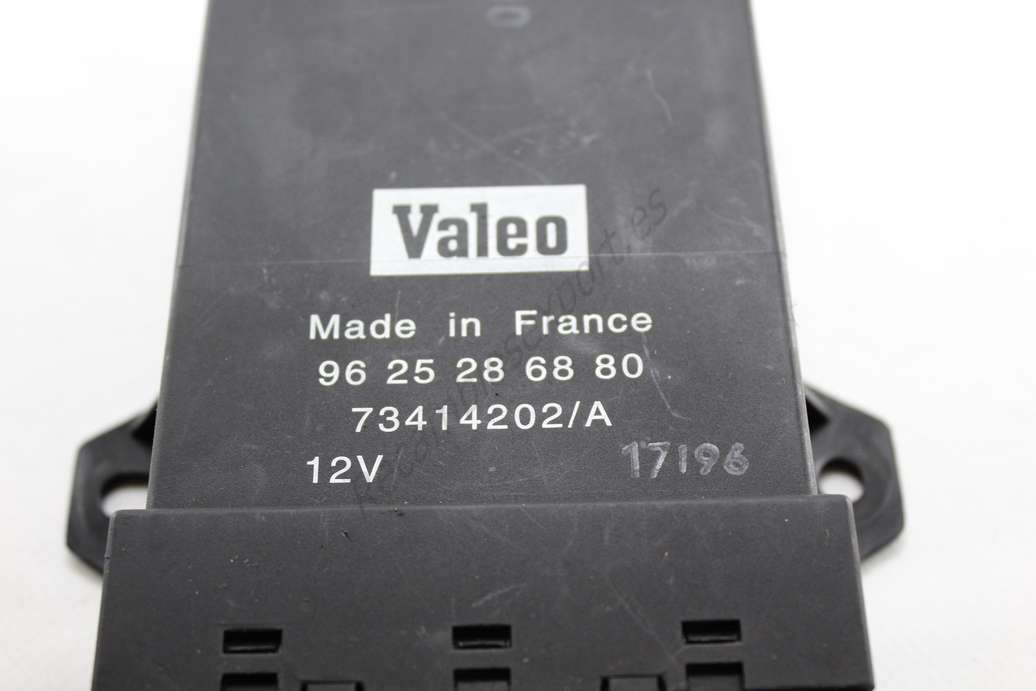 Valeo
Made in France
96 25 28 68 80
73414202/A
12V 17196